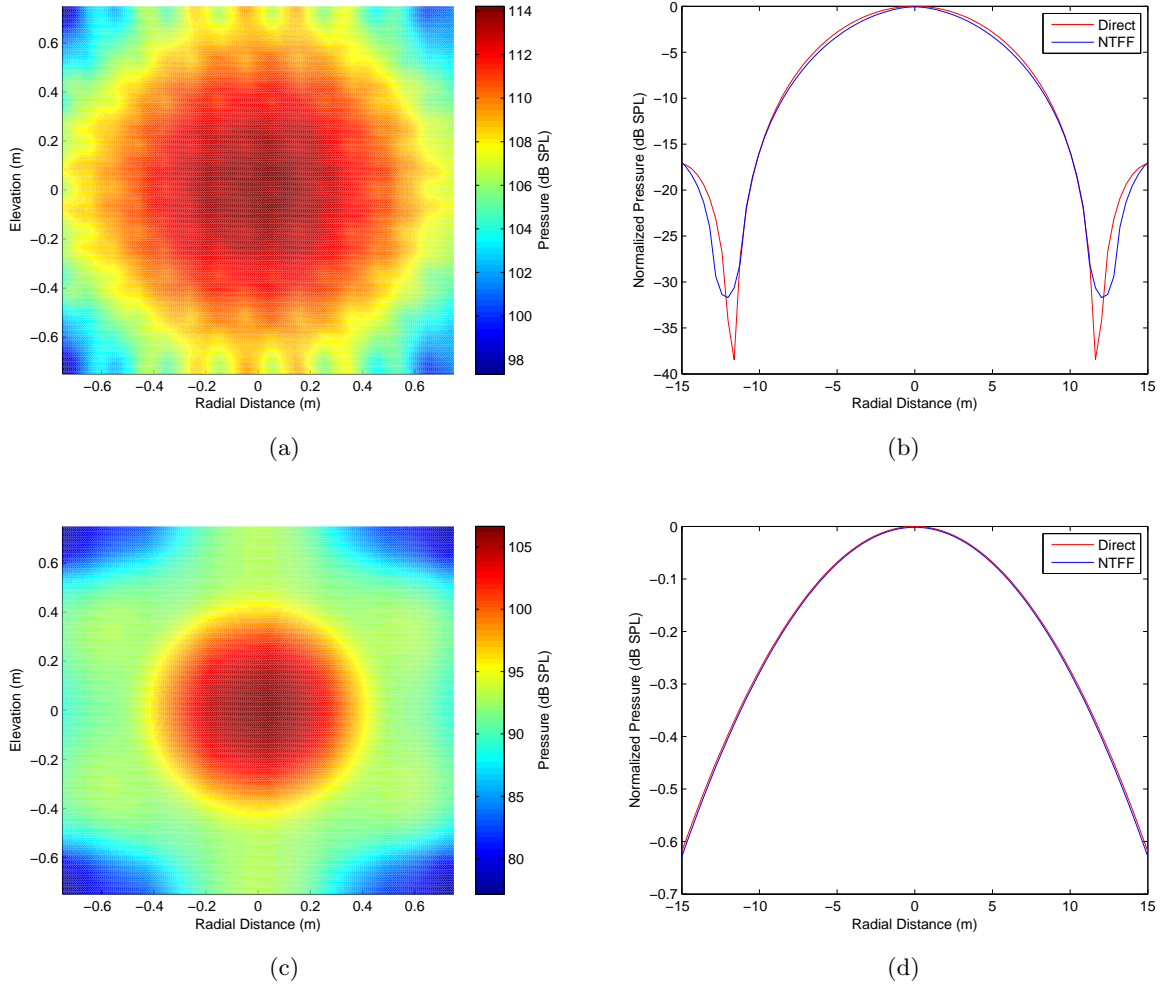 0.6
0.4
0.2
0
−0.2
−0.4
−0.6
Elevation (m)
−0.6 −0.4 −0.2 0 0.2 0.4 0.6
Radial Distance (m)
114
112
110
108
106
104
102
100
98
Pressure (dB SPL)
(a)
0
−5
−10
−15
−20
−25
−30
−35
−40
Normalized Pressure (dB SPL)
−15 −10 −5 0 5 10 15
Radial Distance (m)
Direct
NTFF
(b)
0.6
0.4
0.2
0
−0.2
−0.4
−0.6
Elevation (m)
−0.6 −0.4 −0.2 0 0.2 0.4 0.6
Radial Distance (m)
105
100
95
90
85
80
Pressure (dB SPL)
(c)
0
−0.1
−0.2
−0.3
−0.4
−0.5
−0.6
−0.7
Normalized Pressure (dB SPL)
−15 −10 −5 0 5 10 15
Radial Distance (m)
Direct
NTFF
(d)